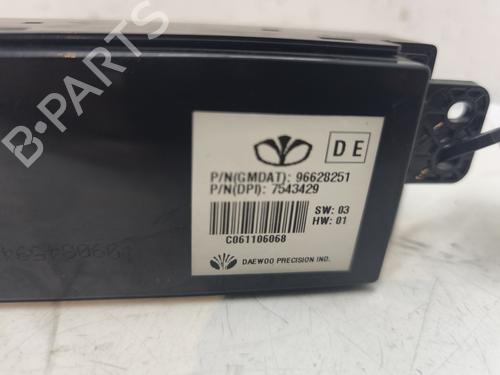 B-PARTS
DE
P/N(GMDAT): 96628251
P/N(DPI): 7543429
SW: 03
HW: 01
C061106068
DAEWOO PRECISION IND.